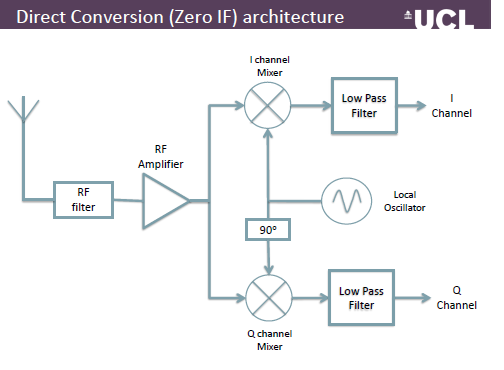 Direct Conversion (Zero IF) architecture
UCL
I channel
Mixer
Low Pass
Filter
I
Channel
RF
Amplifier
RF
filter
Local
Oscillator
90°
Low Pass
Filter
Q
Channel
Q channel
Mixer